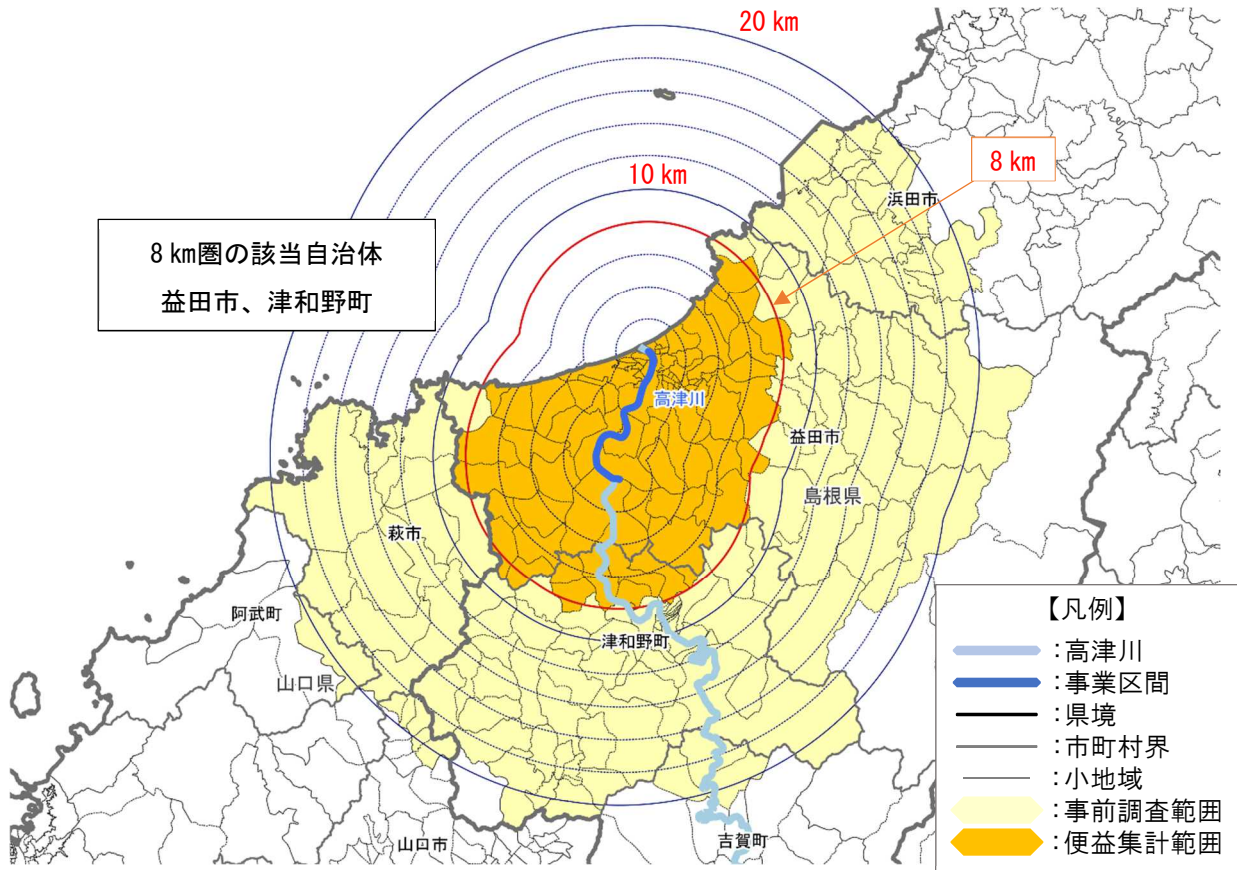 20 km
10 km
8 km
8 km圏の該当自治体
益田市、津和野町
浜田市
高津川
益田市
島根県
萩市
阿武町
津和野町
山口県
山口市
吉賀町
【凡例】
:高津川
:事業区間
:県境
:市町村界
:小地域
:事前調査範囲
:便益集計範囲